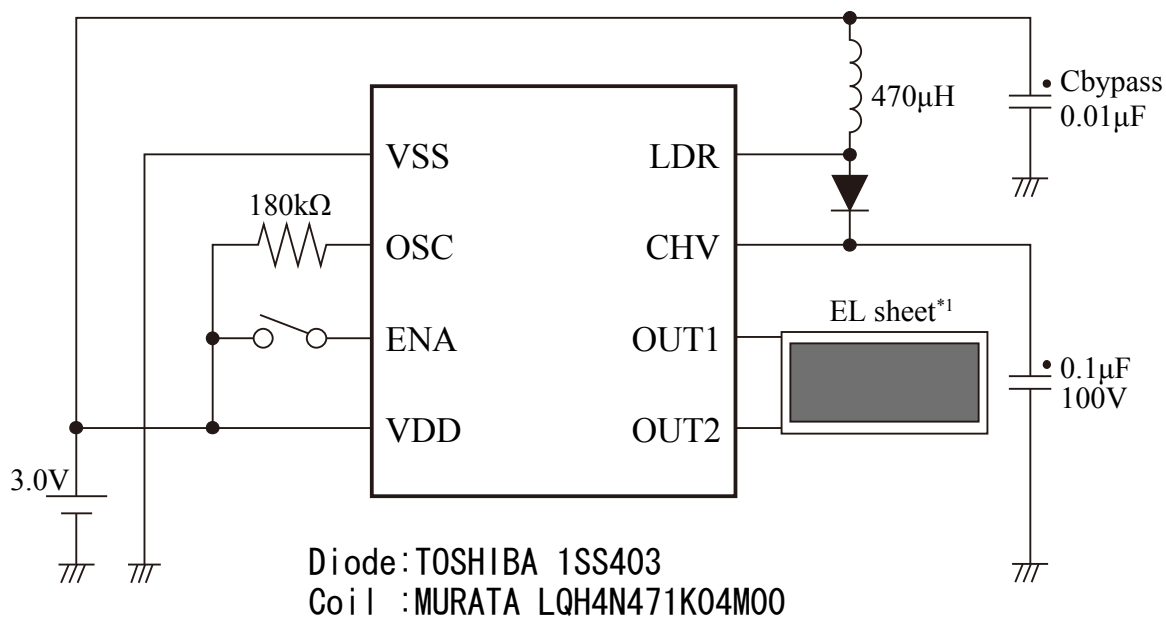 Cbypass
0.01μF
470μH
VSS
LDR
180kΩ
OSC
CHV
EL sheet*1
ENA
OUT1
0.1μF
100V
VDD
OUT2
3.0V
Diode:TOSHIBA 1SS403
Coil :MURATA LQH4N471K04M00